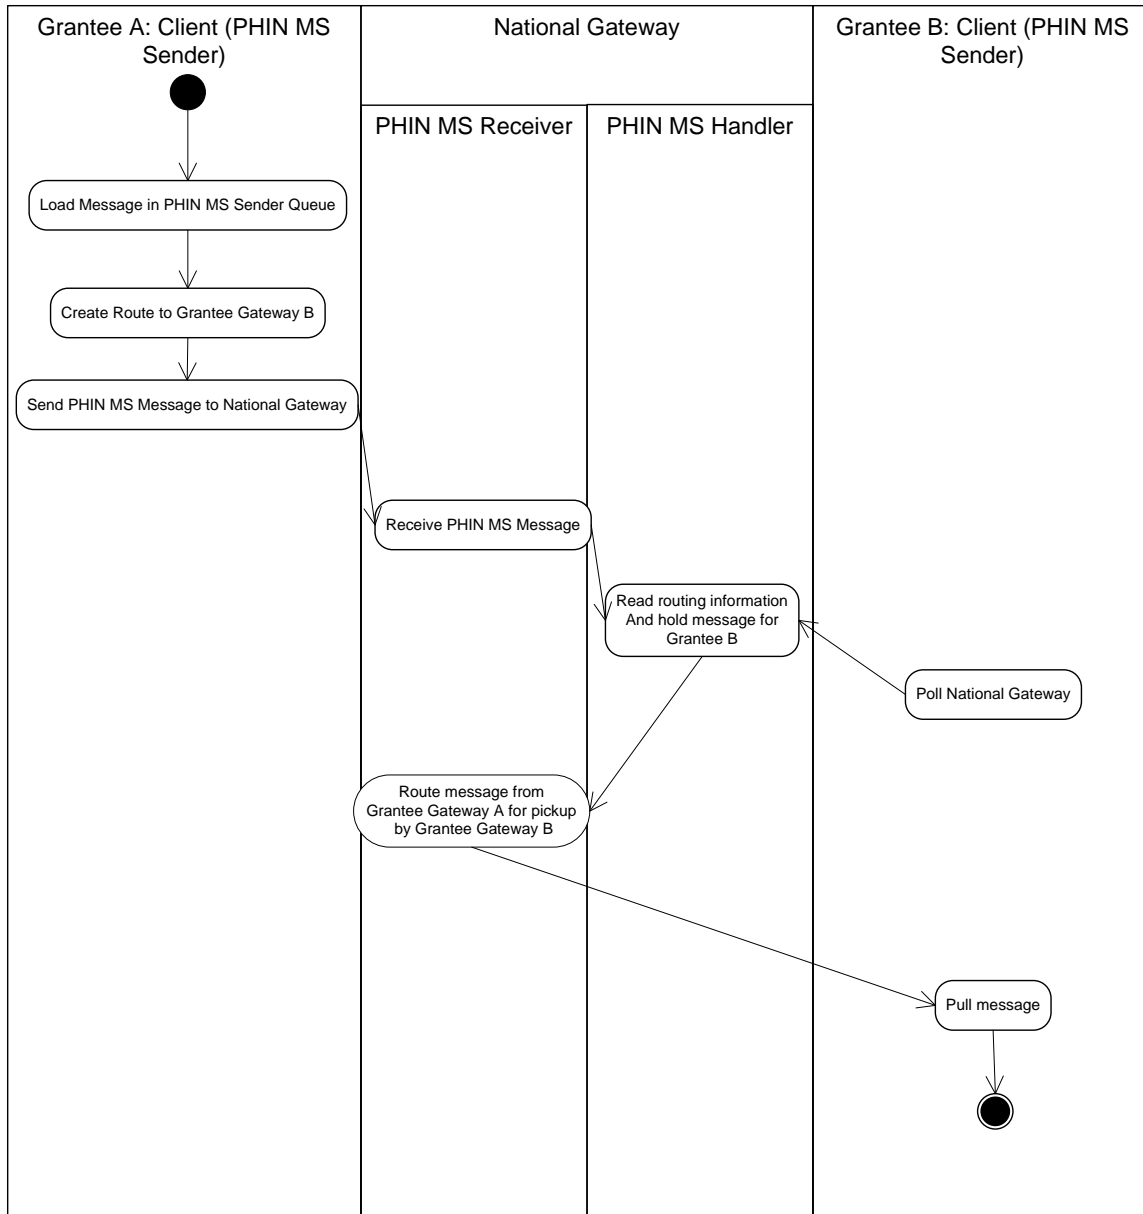 Grantee A: Client (PHIN MS
Sender)
National Gateway
Grantee B: Client (PHIN MS
Sender)
PHIN MS Receiver
PHIN MS Handler
Load Message in PHIN MS Sender Queue
Create Route to Grantee Gateway B
Send PHIN MS Message to National Gateway
Receive PHIN MS Message
Read routing information
And hold message for
Grantee B
Poll National Gateway
Route message from
Grantee Gateway A for pickup
by Grantee Gateway B
Pull message